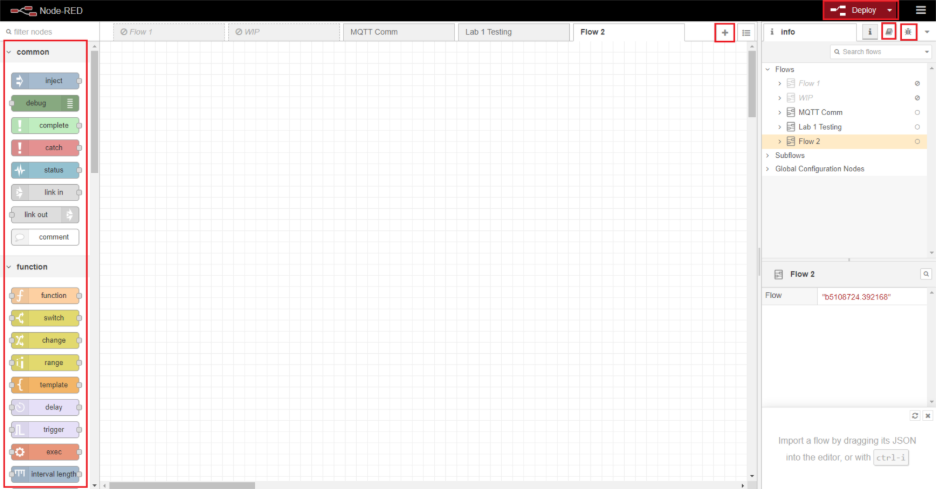 Node-RED
Deploy
filter nodes
Flow 1
WIP
MQTT Comm
Lab 1 Testing
Flow 2
info
Search flows
common
inject
debug
complete
catch
status
link in
link out
comment
function
function
switch
change
range
template
delay
trigger
exec
interval length
Flows
Flow 1
WIP
MQTT Comm
Lab 1 Testing
Flow 2
Subflows
Global Configuration Nodes
Flow 2
Flow "b5108724.392168"
Import a flow by dragging its JSON
into the editor, or with ctrl-i